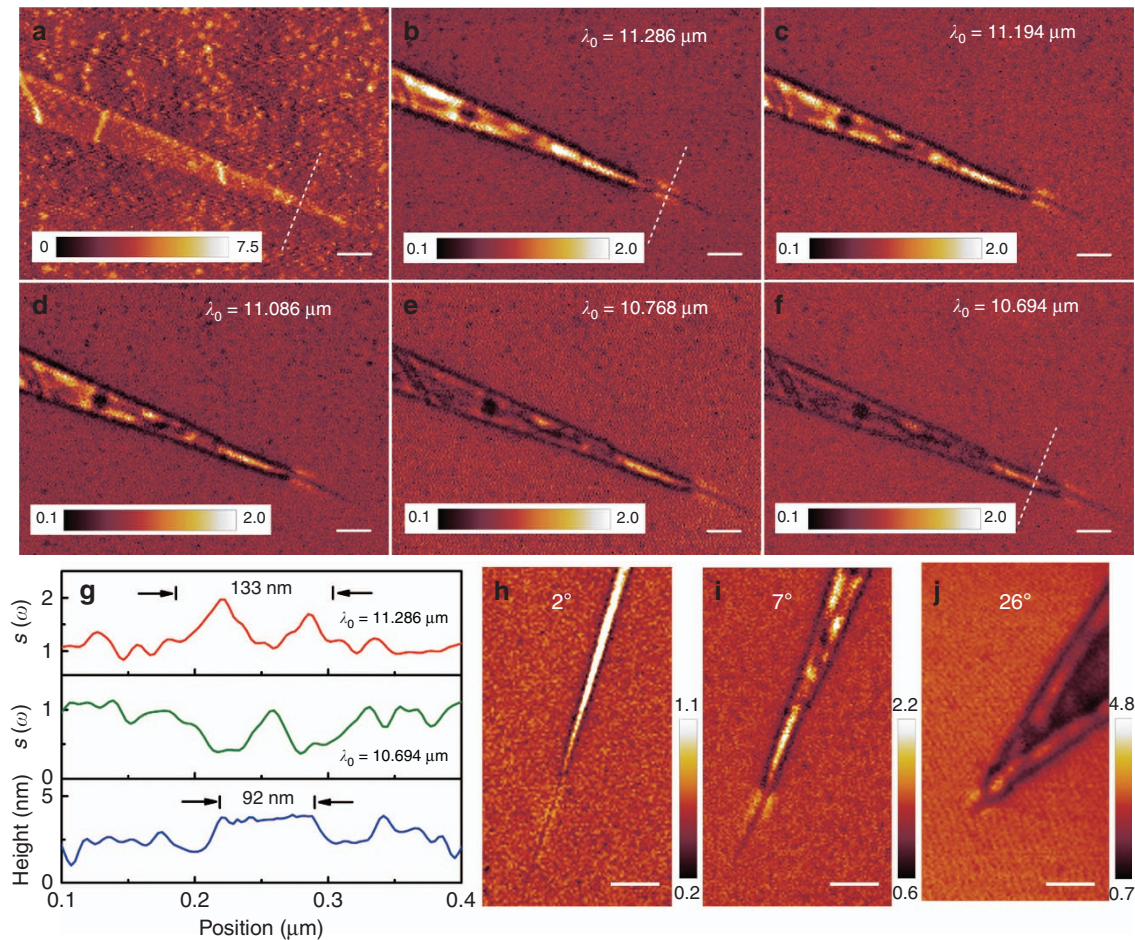 a
0 7.5
b
λ₀ = 11.286 μm
0.1 2.0
c
λ₀ = 11.194 μm
0.1 2.0
d
λ₀ = 11.086 μm
0.1 2.0
e
λ₀ = 10.768 μm
0.1 2.0
f
λ₀ = 10.694 μm
0.1 2.0
g
133 nm
λ₀ = 11.286 μm
s (ω)
2
1
λ₀ = 10.694 μm
s (ω)
1
0
92 nm
Height (nm)
5
0
0.1 0.2 0.3 0.4
Position (μm)
h
2°
1.1
0.2
i
7°
2.2
0.6
j
26°
4.8
0.7